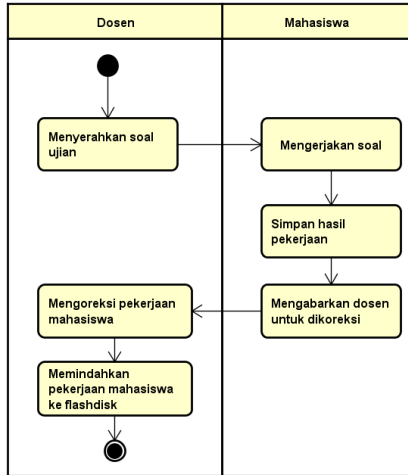 Dosen
Mahasiswa
Menyerahkan soal
ujian
Mengerjakan soal
Simpan hasil
pekerjaan
Mengabarkan dosen
untuk dikoreksi
Mengoreksi pekerjaan
mahasiswa
Memindahkan
pekerjaan mahasiswa
ke flashdisk